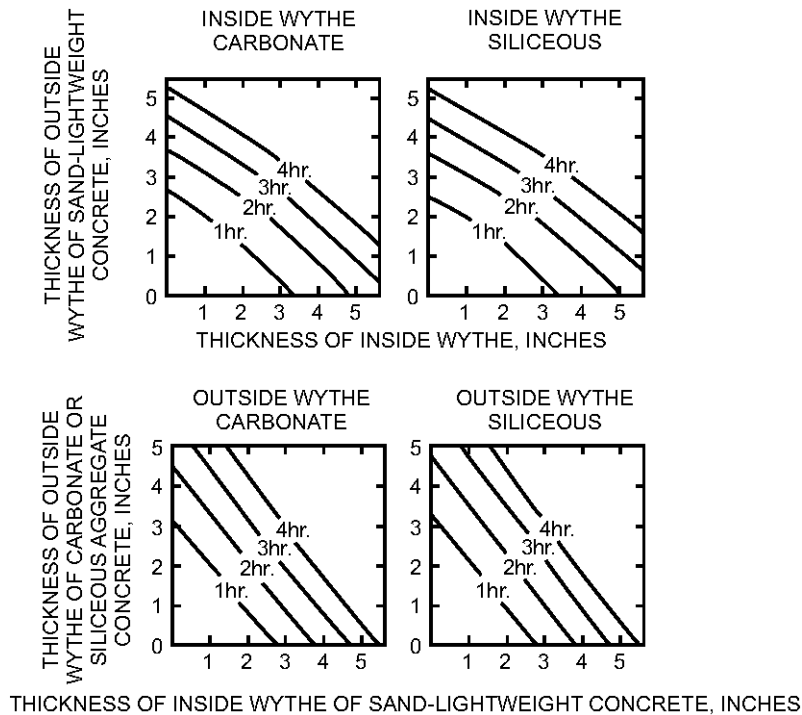 INSIDE WYTHE
CARBONATE
INSIDE WYTHE
SILICEOUS
THICKNESS OF OUTSIDE
WYTHE OF SAND-LIGHTWEIGHT
CONCRETE, INCHES
5
4
3
2
1
0
4hr.
3hr.
2hr.
1hr.
1 2 3 4 5
5
4
3
2
1
0
4hr.
3hr.
2hr.
1hr.
1 2 3 4 5
THICKNESS OF INSIDE WYTHE, INCHES
OUTSIDE WYTHE
CARBONATE
OUTSIDE WYTHE
SILICEOUS
THICKNESS OF OUTSIDE
WYTHE OF CARBONATE OR
SILICEOUS AGGREGATE
CONCRETE, INCHES
5
4
3
2
1
0
4hr.
3hr.
2hr.
1hr.
1 2 3 4 5
5
4
3
2
1
0
4hr.
3hr.
2hr.
1hr.
1 2 3 4 5
THICKNESS OF INSIDE WYTHE OF SAND-LIGHTWEIGHT CONCRETE, INCHES